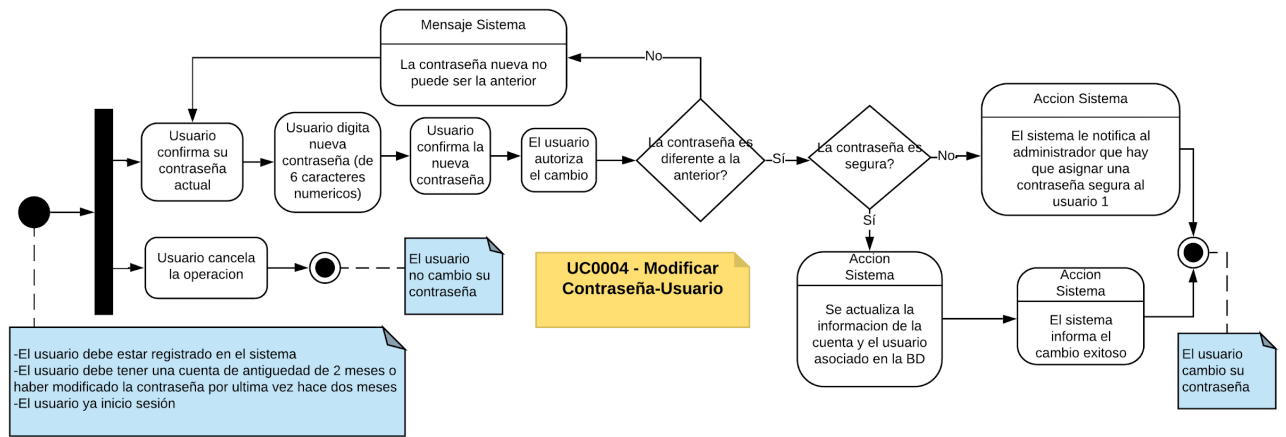 Mensaje Sistema
La contraseña nueva no
puede ser la anterior
No
Usuario
confirma su
contraseña
actual
Usuario digita
nueva
contraseña (de
6 caracteres
numericos)
Usuario
confirma la
nueva
contraseña
El usuario
autoriza
el cambio
La contraseña es
diferente a la
anterior?
Sí
La contraseña es
segura?
No
Accion Sistema
El sistema le notifica al
administrador que hay
que asignar una
contraseña segura al
usuario 1
Sí
Usuario cancela
la operacion
El usuario
no cambio su
contraseña
UC0004 - Modificar
Contraseña-Usuario
Accion
Sistema
Se actualiza la
informacion de la
cuenta y el usuario
asociado en la BD
Accion
Sistema
El sistema
informa el
cambio exitoso
El usuario
cambio su
contraseña
-El usuario debe estar registrado en el sistema
-El usuario debe tener una cuenta de antiguedad de 2 meses o
haber modificado la contraseña por ultima vez hace dos meses
-El usuario ya inicio sesión